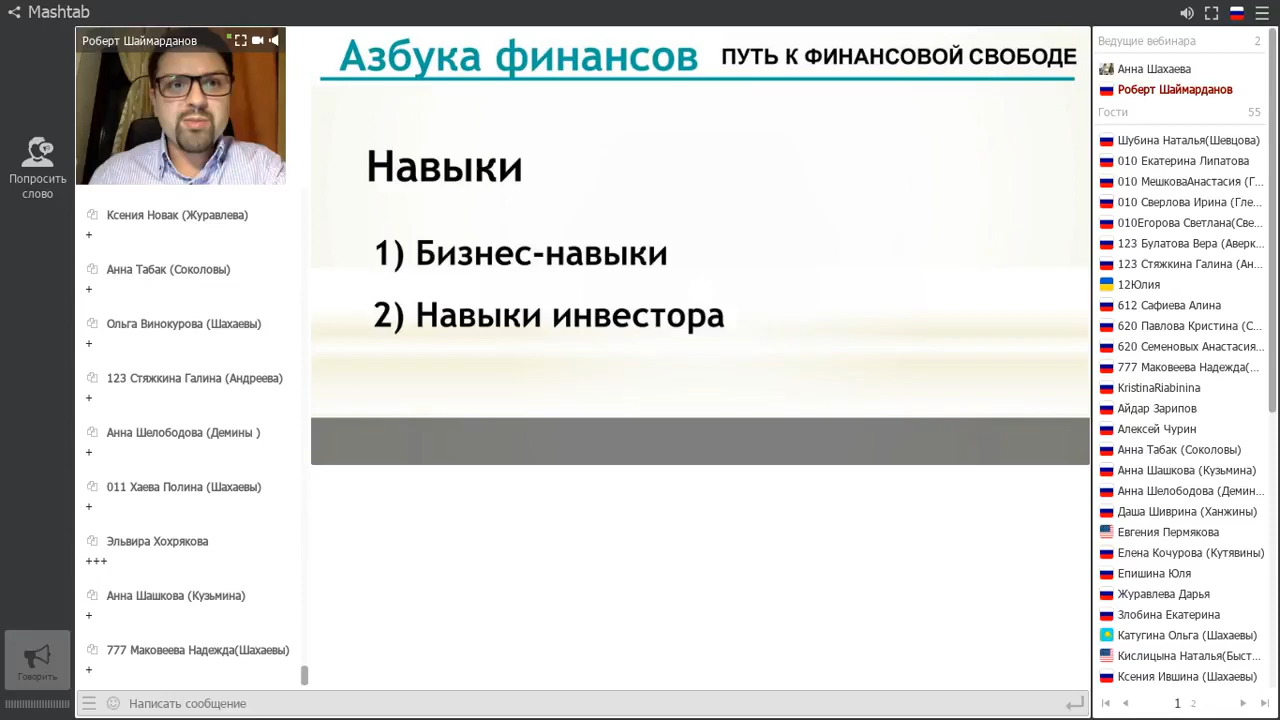 Mashtab
Роберт Шаймарданов
Попросить
слово
Говорить
Ксения Новак (Журавлева)
+
Анна Табак (Соколовы)
+
Ольга Винокурова (Шахаевы)
+
123 Стяжкина Галина (Андреева)
+
Анна Шелободова (Демины )
+
011 Хаева Полина (Шахаевы)
+
Эльвира Хохрякова
+++
Анна Шашкова (Кузьмина)
+
777 Маковеева Надежда(Шахаевы)
+
Написать сообщение
Азбука финансов ПУТЬ К ФИНАНСОВОЙ СВОБОДЕ
Навыки
1) Бизнес-навыки
2) Навыки инвестора
Ведущие вебинара 2
Анна Шахаева
Роберт Шаймарданов
Гости 55
Шубина Наталья(Шевцова)
010 Екатерина Липатова
010 МешковаАнастасия (Г...
010 Сверлова Ирина (Гле...
010Егорова Светлана(Све...
123 Булатова Вера (Аверк...
123 Стяжкина Галина (Ан...
12Юлия
612 Сафиева Алина
620 Павлова Кристина (С...
620 Семеновых Анастасия...
777 Маковеева Надежда(...
KristinaRiabinina
Айдар Зарипов
Алексей Чурин
Анна Табак (Соколовы)
Анна Шашкова (Кузьмина)
Анна Шелободова (Демин...
Даша Шиврина (Ханжины)
Евгения Пермякова
Елена Кочурова (Кутявины)
Епишина Юля
Журавлева Дарья
Злобина Екатерина
Катугина Ольга (Шахаевы)
Кислицына Наталья(Быст...
Ксения Ившина (Шахаевы)
1 2